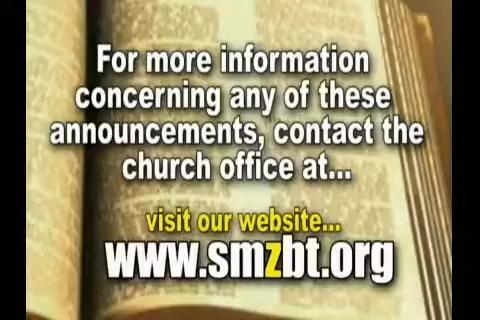 For more information
concerning any of these
announcements, contact the
church office at...
visit our website...
www.smzbt.org